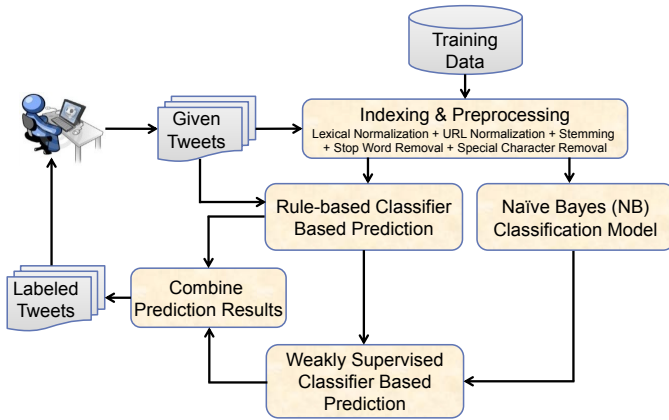 Training
Data
Given
Tweets
Indexing & Preprocessing
Lexical Normalization + URL Normalization + Stemming
+ Stop Word Removal + Special Character Removal
Rule-based Classifier
Based Prediction
Naïve Bayes (NB)
Classification Model
Labeled
Tweets
Combine
Prediction Results
Weakly Supervised
Classifier Based
Prediction